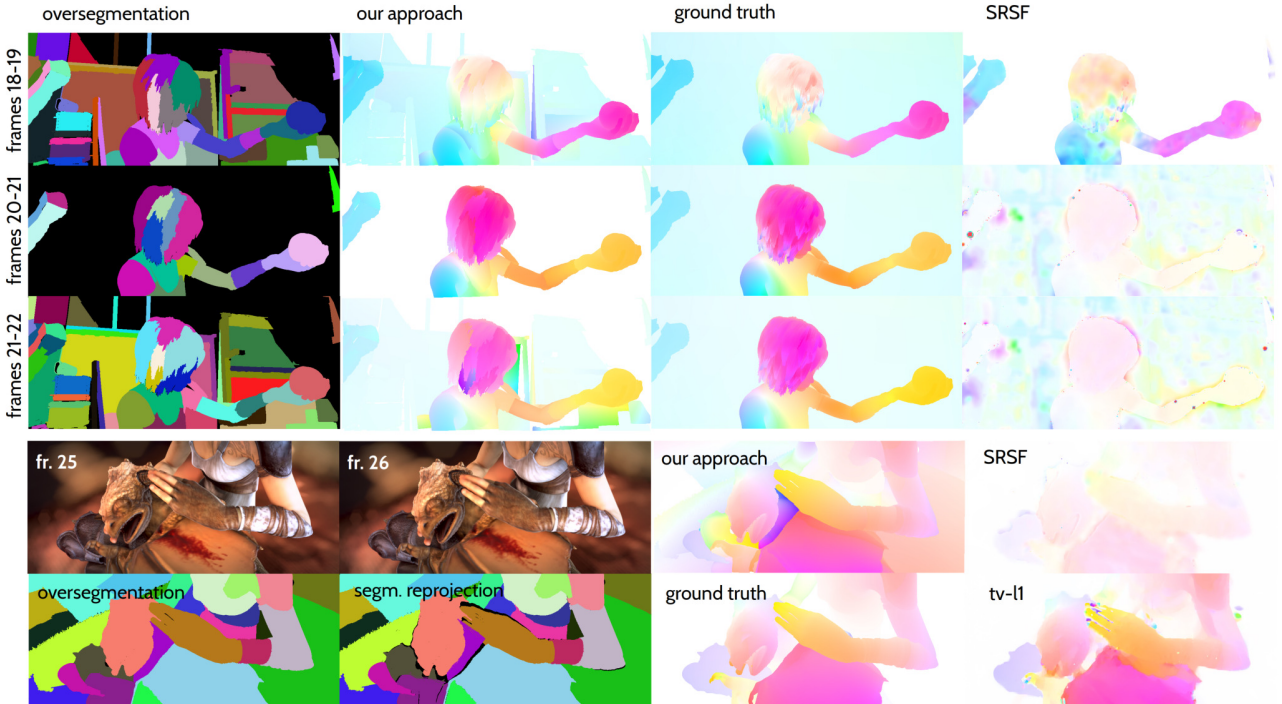 oversegmentation our approach ground truth SRSF
frames 18-19
frames 20-21
frames 21-22
fr. 25 fr. 26 our approach SRSF
oversegmentation segm. reprojection ground truth tv-l1